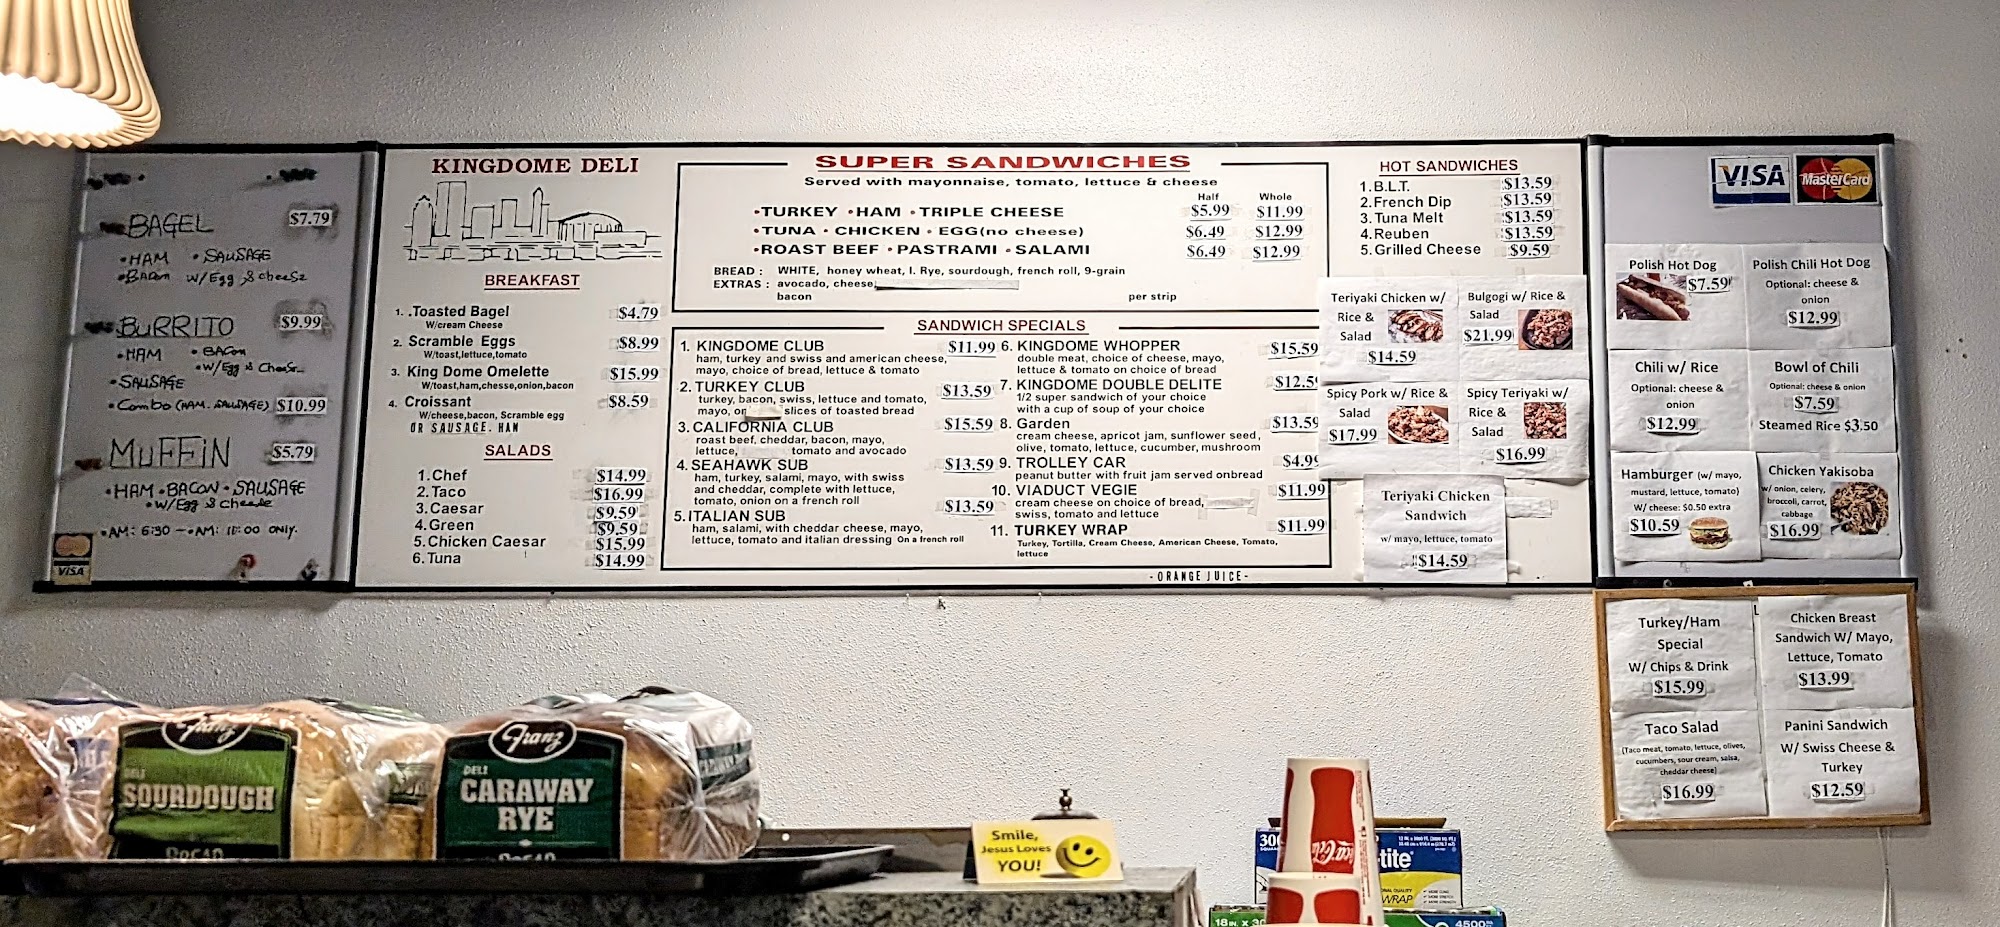 BAGEL $7.79
•HAM •SAUSAGE
•BAcon w/Egg & cheese
BuRRITO $9.99
•HAM •BAcon
•w/Egg & Cheese
•SAUSAGE
•Combo (HAM. SAUSAGE) $10.99
MuFFiN $5.79
•HAM •BACON •SAUSAGE
•w/Egg & cheese
•AM: 6:30 — •AM: 11:00 ONLY.
VISA
KINGDOME DELI
BREAKFAST
1. .Toasted Bagel $4.79
W/cream Cheese
2. Scramble Eggs $8.99
W/toast,lettuce,tomato
3. King Dome Omelette $15.99
W/toast,ham,chesse,onion,bacon
4. Croissant $8.59
W/cheese,bacon, Scramble egg
OR SAUSAGE. HAM
SALADS
1.Chef $14.99
2.Taco $16.99
3.Caesar $9.59
4.Green $9.59
5.Chicken Caesar $15.99
6.Tuna $14.99
SUPER SANDWICHES
Served with mayonnaise, tomato, lettuce & cheese
Half Whole
•TURKEY •HAM •TRIPLE CHEESE $5.99 $11.99
•TUNA • CHICKEN • EGG(no cheese) $6.49 $12.99
•ROAST BEEF •PASTRAMI •SALAMI $6.49 $12.99
BREAD : WHITE, honey wheat, l. Rye, sourdough, french roll, 9-grain
EXTRAS : avocado, cheese,
bacon per strip
SANDWICH SPECIALS
1. KINGDOME CLUB $11.99
ham, turkey and swiss and american cheese,
mayo, choice of bread, lettuce & tomato
2. TURKEY CLUB $13.59
turkey, bacon, swiss, lettuce and tomato,
mayo, on slices of toasted bread
3. CALIFORNIA CLUB $15.59
roast beef, cheddar, bacon, mayo,
lettuce, tomato and avocado
4. SEAHAWK SUB $13.59
ham, turkey, salami, mayo, with swiss
and cheddar, complete with lettuce,
tomato, onion on a french roll
5. ITALIAN SUB $13.59
ham, salami, with cheddar cheese, mayo,
lettuce, tomato and italian dressing On a french roll
6. KINGDOME WHOPPER $15.59
double meat, choice of cheese, mayo,
lettuce & tomato on choice of bread
7. KINGDOME DOUBLE DELITE $12.59
1/2 super sandwich of your choice
with a cup of soup of your choice
8. Garden $13.59
cream cheese, apricot jam, sunflower seed,
olive, tomato, lettuce, cucumber, mushroom
9. TROLLEY CAR $4.99
peanut butter with fruit jam served onbread
10. VIADUCT VEGIE $11.99
cream cheese on choice of bread,
swiss, tomato and lettuce
11. TURKEY WRAP $11.99
Turkey, Tortilla, Cream Cheese, American Cheese, Tomato,
lettuce
- ORANGE JUICE -
HOT SANDWICHES
1.B.L.T. $13.59
2.French Dip $13.59
3.Tuna Melt $13.59
4.Reuben $13.59
5.Grilled Cheese $9.59
Teriyaki Chicken w/
Rice &
Salad
$14.59
Bulgogi w/ Rice &
Salad
$21.99
Spicy Pork w/ Rice &
Salad
$17.99
Spicy Teriyaki w/
Rice &
Salad
$16.99
Teriyaki Chicken
Sandwich
w/ mayo, lettuce, tomato
$14.59
VISA MasterCard
Polish Hot Dog
$7.59
Polish Chili Hot Dog
Optional: cheese &
onion
$12.99
Chili w/ Rice
Optional: cheese &
onion
$12.99
Bowl of Chili
Optional: cheese & onion
$7.59
Steamed Rice $3.50
Hamburger (w/ mayo,
mustard, lettuce, tomato)
W/ cheese: $0.50 extra
$10.59
Chicken Yakisoba
w/ onion, celery,
broccoli, carrot,
cabbage
$16.99
Turkey/Ham
Special
W/ Chips & Drink
$15.99
Chicken Breast
Sandwich W/ Mayo,
Lettuce, Tomato
$13.99
Taco Salad
(Taco meat, tomato, lettuce, olives,
cucumbers, sour cream, salsa,
cheddar cheese)
$16.99
Panini Sandwich
W/ Swiss Cheese &
Turkey
$12.59
Franz
DELI
SOURDOUGH
BREAD
Franz
DELI
CARAWAY
RYE
BREAD
Smile,
Jesus Loves
YOU!
Coca-Cola
300
-tite
WRAP
18IN. X 30
4500